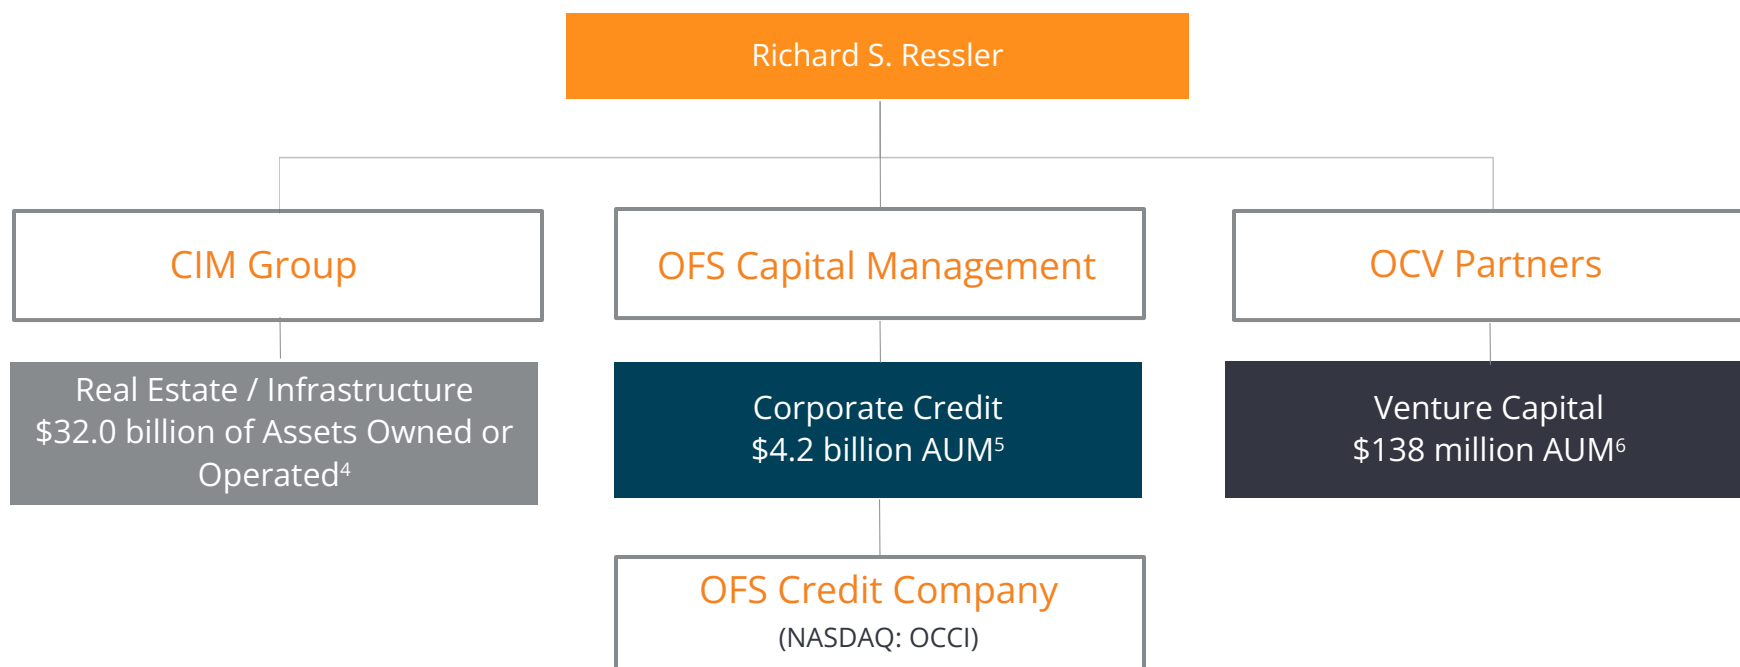 Richard S. Ressler
CIM Group
OFS Capital Management
OCV Partners
Real Estate / Infrastructure
$32.0 billion of Assets Owned or
Operated⁴
Corporate Credit
$4.2 billion AUM⁵
Venture Capital
$138 million AUM⁶
OFS Credit Company
(NASDAQ: OCCI)